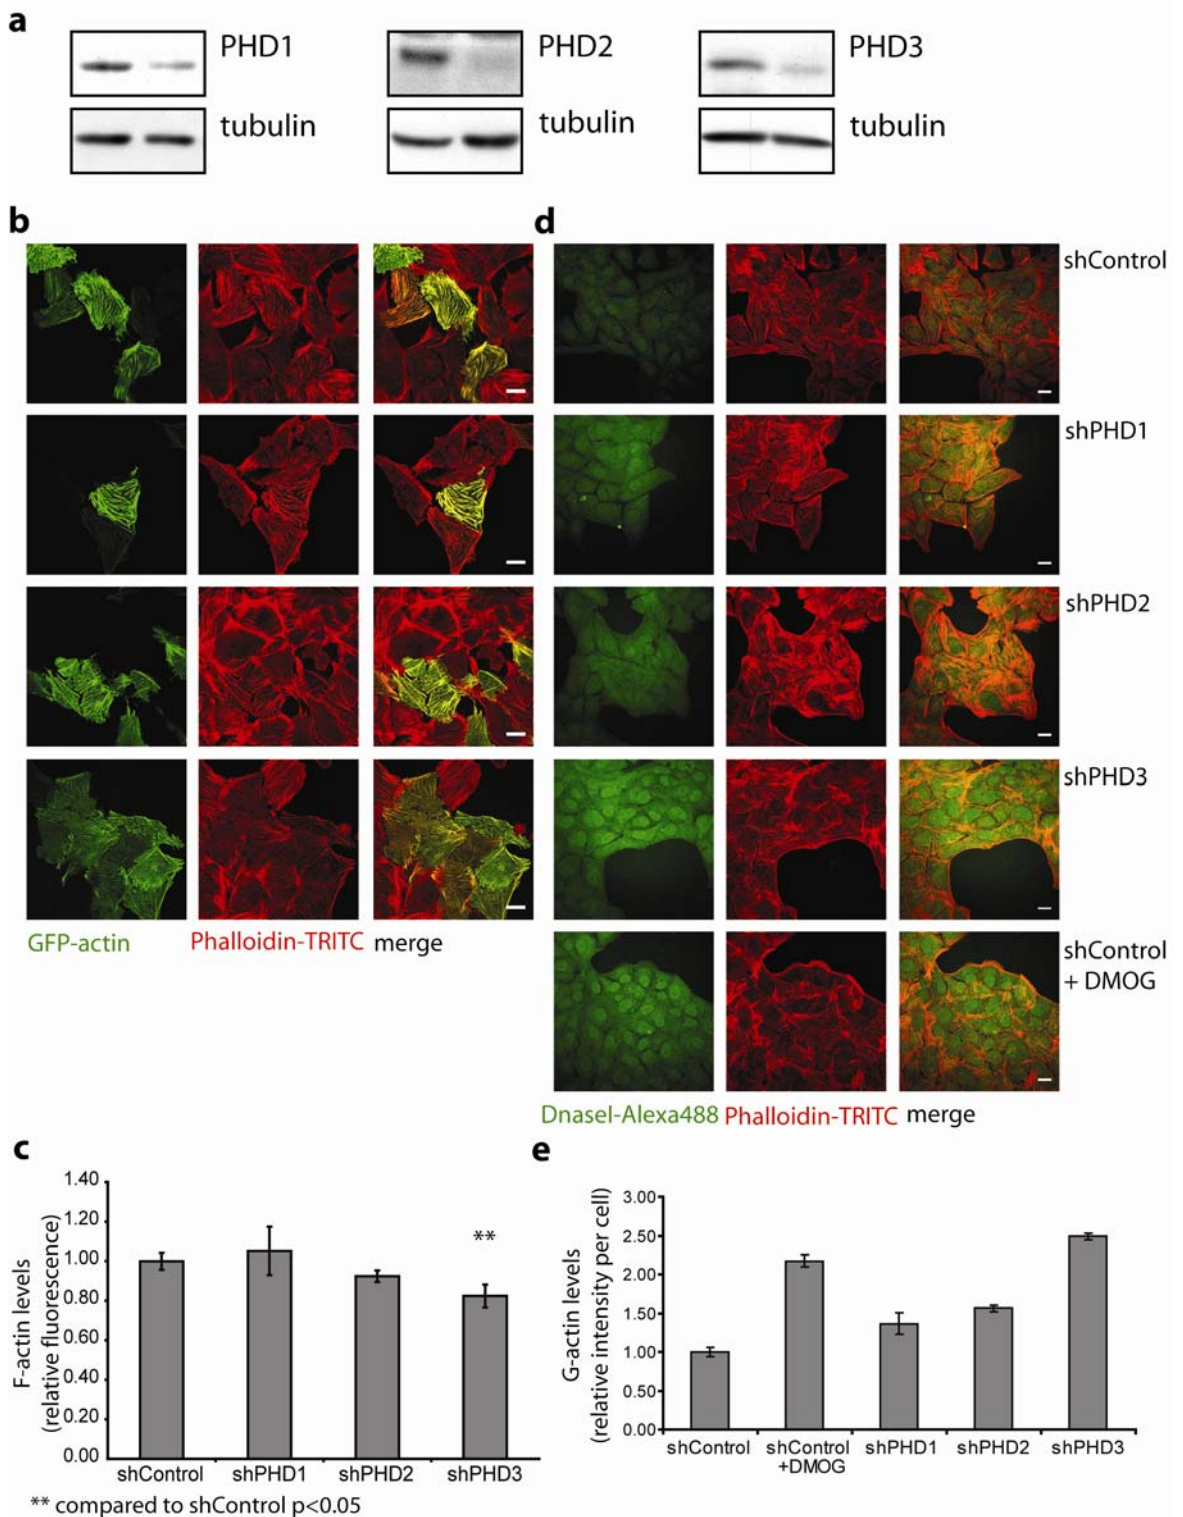 a
PHD1
PHD2
PHD3
tubulin
tubulin
tubulin
b
d
shControl
shPHD1
shPHD2
shPHD3
shControl
+ DMOG
GFP-actin
Phalloidin-TRITC
merge
DnaseI-Alexa488
Phalloidin-TRITC
merge
c
F-actin levels
(relative fluorescence)
1.40
1.20
1.00
0.80
0.60
0.40
0.20
0.00
**
shControl
shPHD1
shPHD2
shPHD3
** compared to shControl p<0.05
e
G-actin levels
(relative intensity per cell)
3.00
2.50
2.00
1.50
1.00
0.50
0.00
shControl
shControl
+DMOG
shPHD1
shPHD2
shPHD3